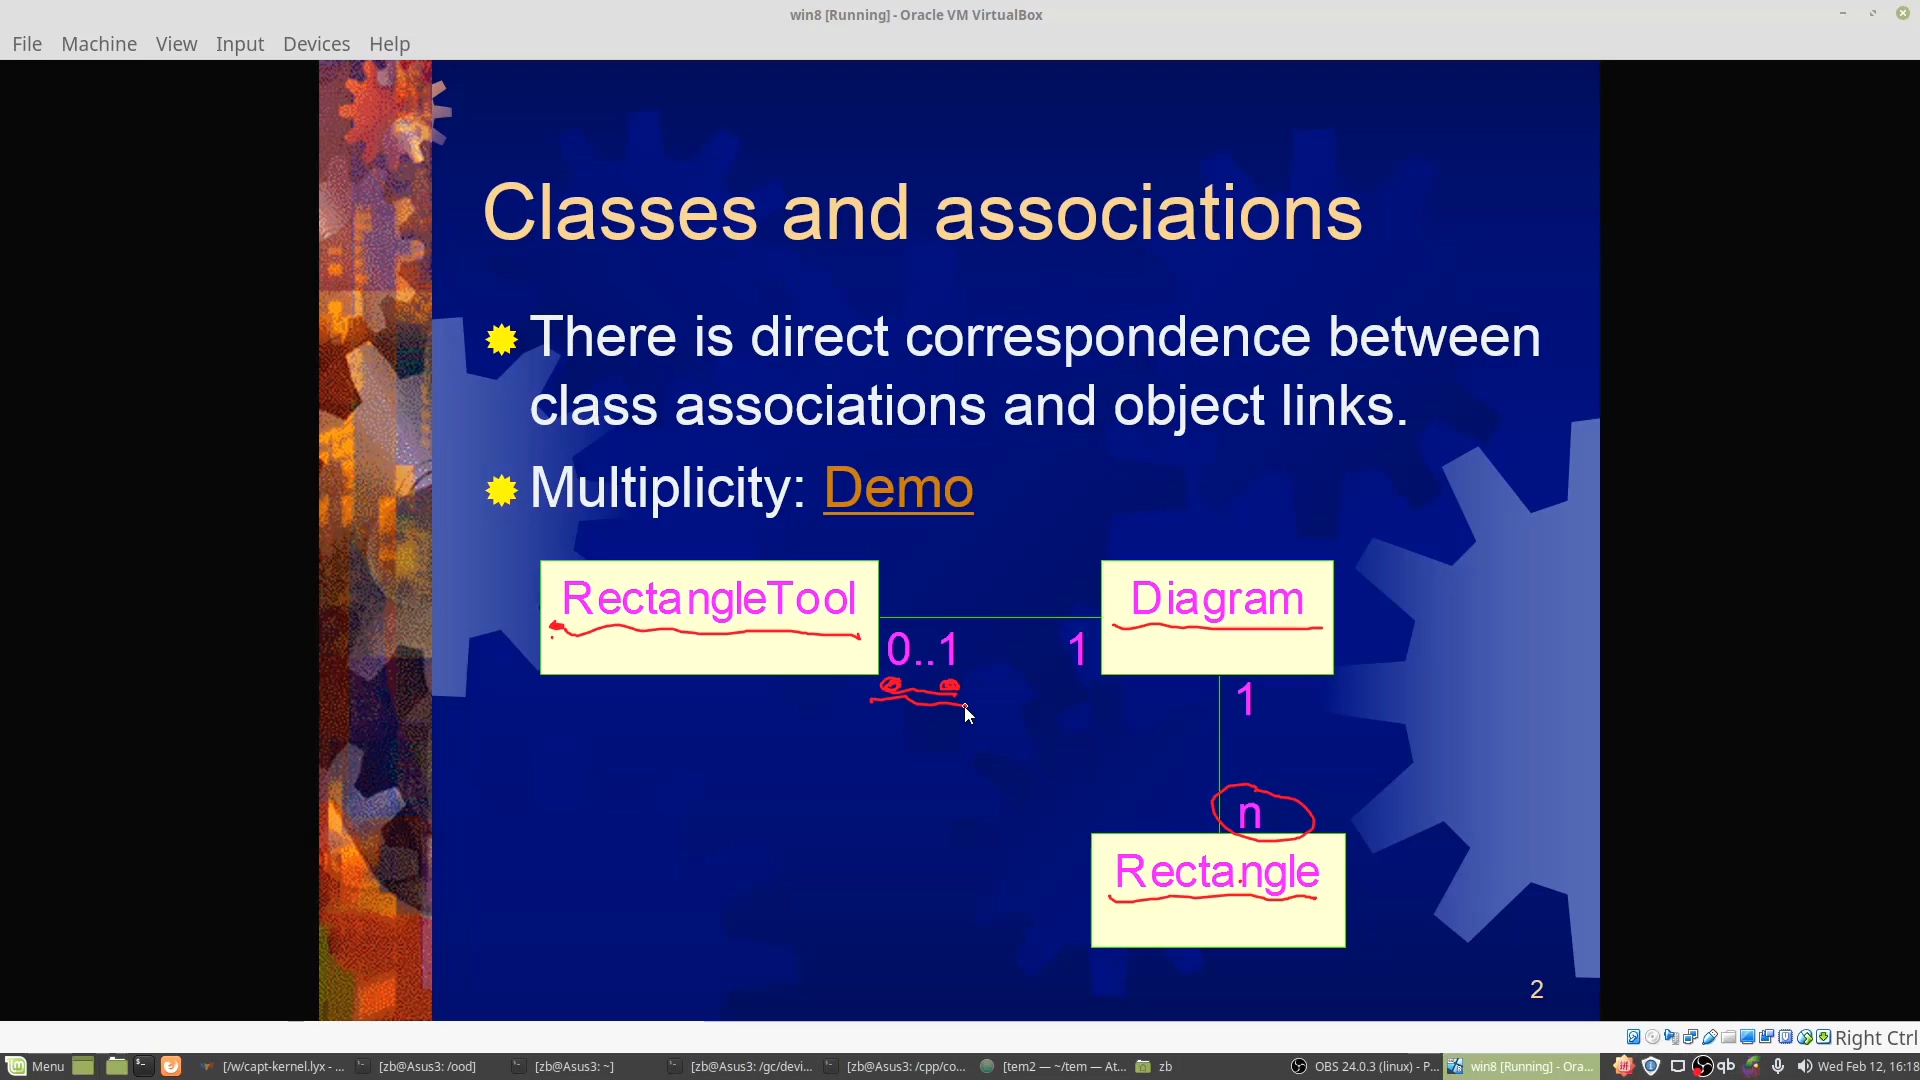 win8 [Running] - Oracle VM VirtualBox
File Machine View Input Devices Help
Classes and associations
There is direct correspondence between
class associations and object links.
Multiplicity: Demo
RectangleTool
Diagram
0..1
1
1
n
Rectangle
2
Right Ctrl
Menu [/w/capt-kernel.lyx - ... [zb@Asus3: /ood] [zb@Asus3: ~] [zb@Asus3: /gc/devi... [zb@Asus3: /cpp/co... [tem2 — ~/tem — At... zb OBS 24.0.3 (linux) - P... win8 [Running] - Ora... qb Wed Feb 12, 16:18